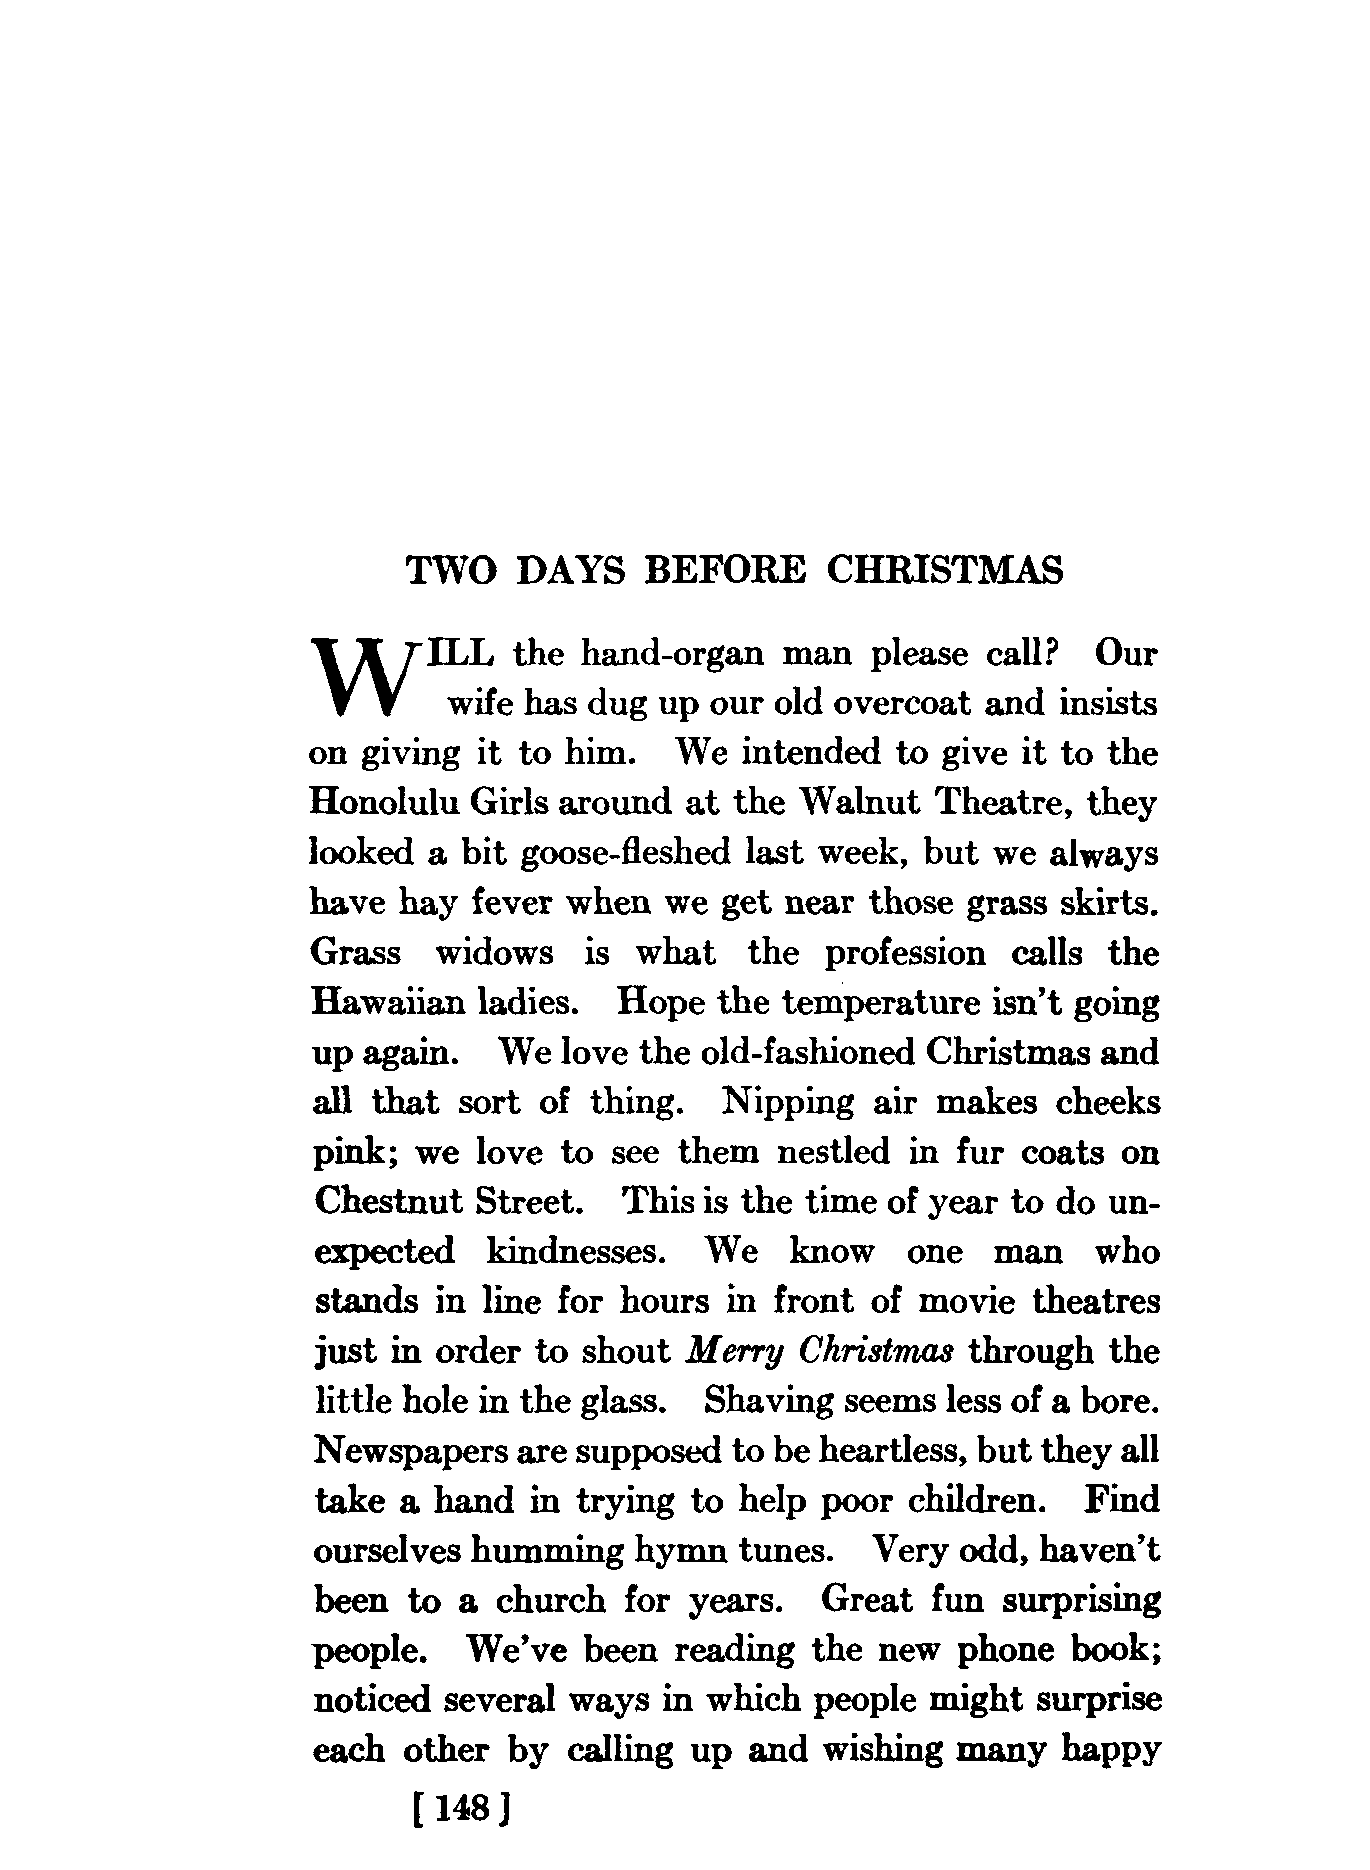 TWO DAYS BEFORE CHRISTMAS
WILL the hand-organ man please call? Our
wife has dug up our old overcoat and insists
on giving it to him. We intended to give it to the
Honolulu Girls around at the Walnut Theatre, they
looked a bit goose-fleshed last week, but we always
have hay fever when we get near those grass skirts.
Grass widows is what the profession calls the
Hawaiian ladies. Hope the temperature isn't going
up again. We love the old-fashioned Christmas and
all that sort of thing. Nipping air makes cheeks
pink; we love to see them nestled in fur coats on
Chestnut Street. This is the time of year to do un-
expected kindnesses. We know one man who
stands in line for hours in front of movie theatres
just in order to shout Merry Christmas through the
little hole in the glass. Shaving seems less of a bore.
Newspapers are supposed to be heartless, but they all
take a hand in trying to help poor children. Find
ourselves humming hymn tunes. Very odd, haven't
been to a church for years. Great fun surprising
people. We've been reading the new phone book;
noticed several ways in which people might surprise
each other by calling up and wishing many happy
[ 148 ]